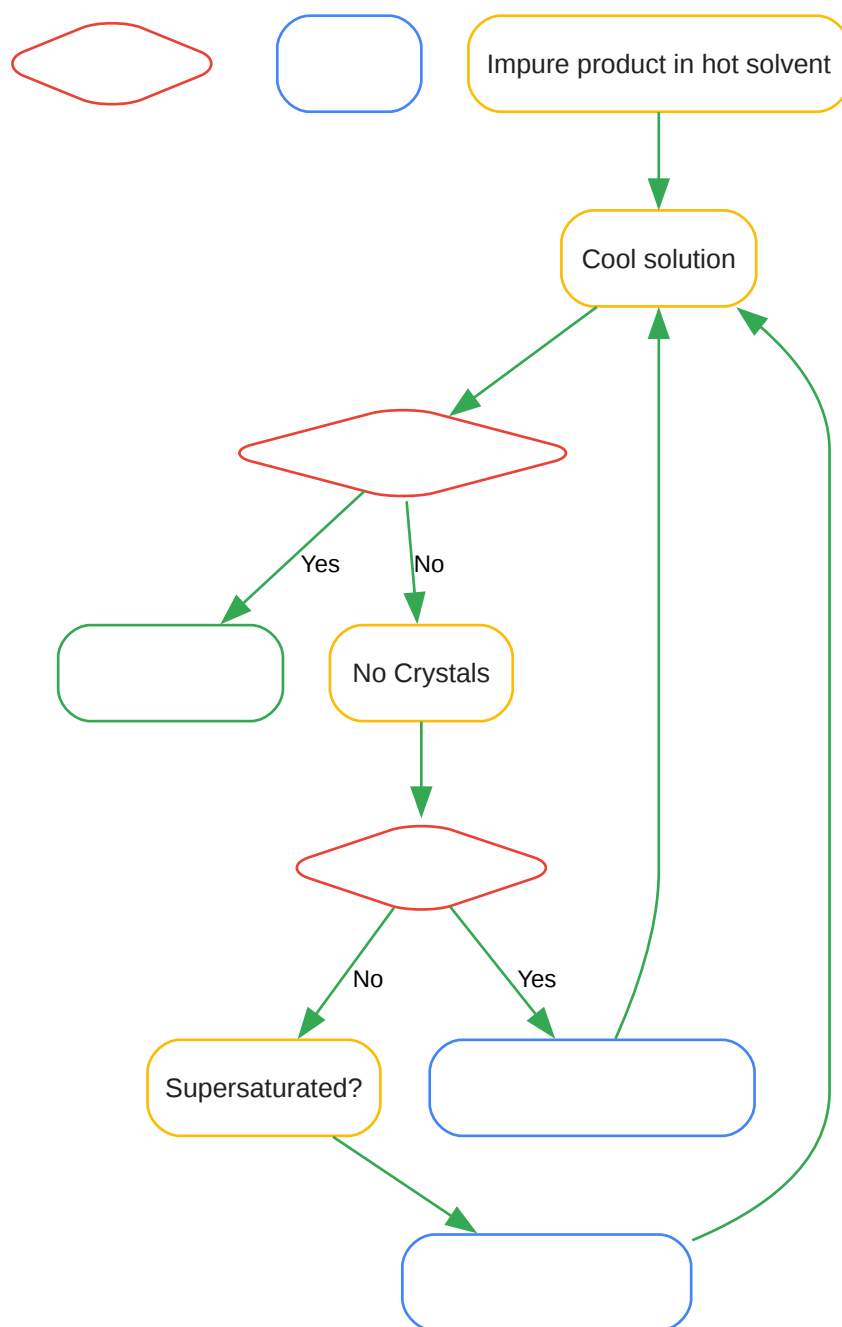 Impure product in hot solvent
Cool solution
Yes
No
No Crystals
No
Yes
Supersaturated?